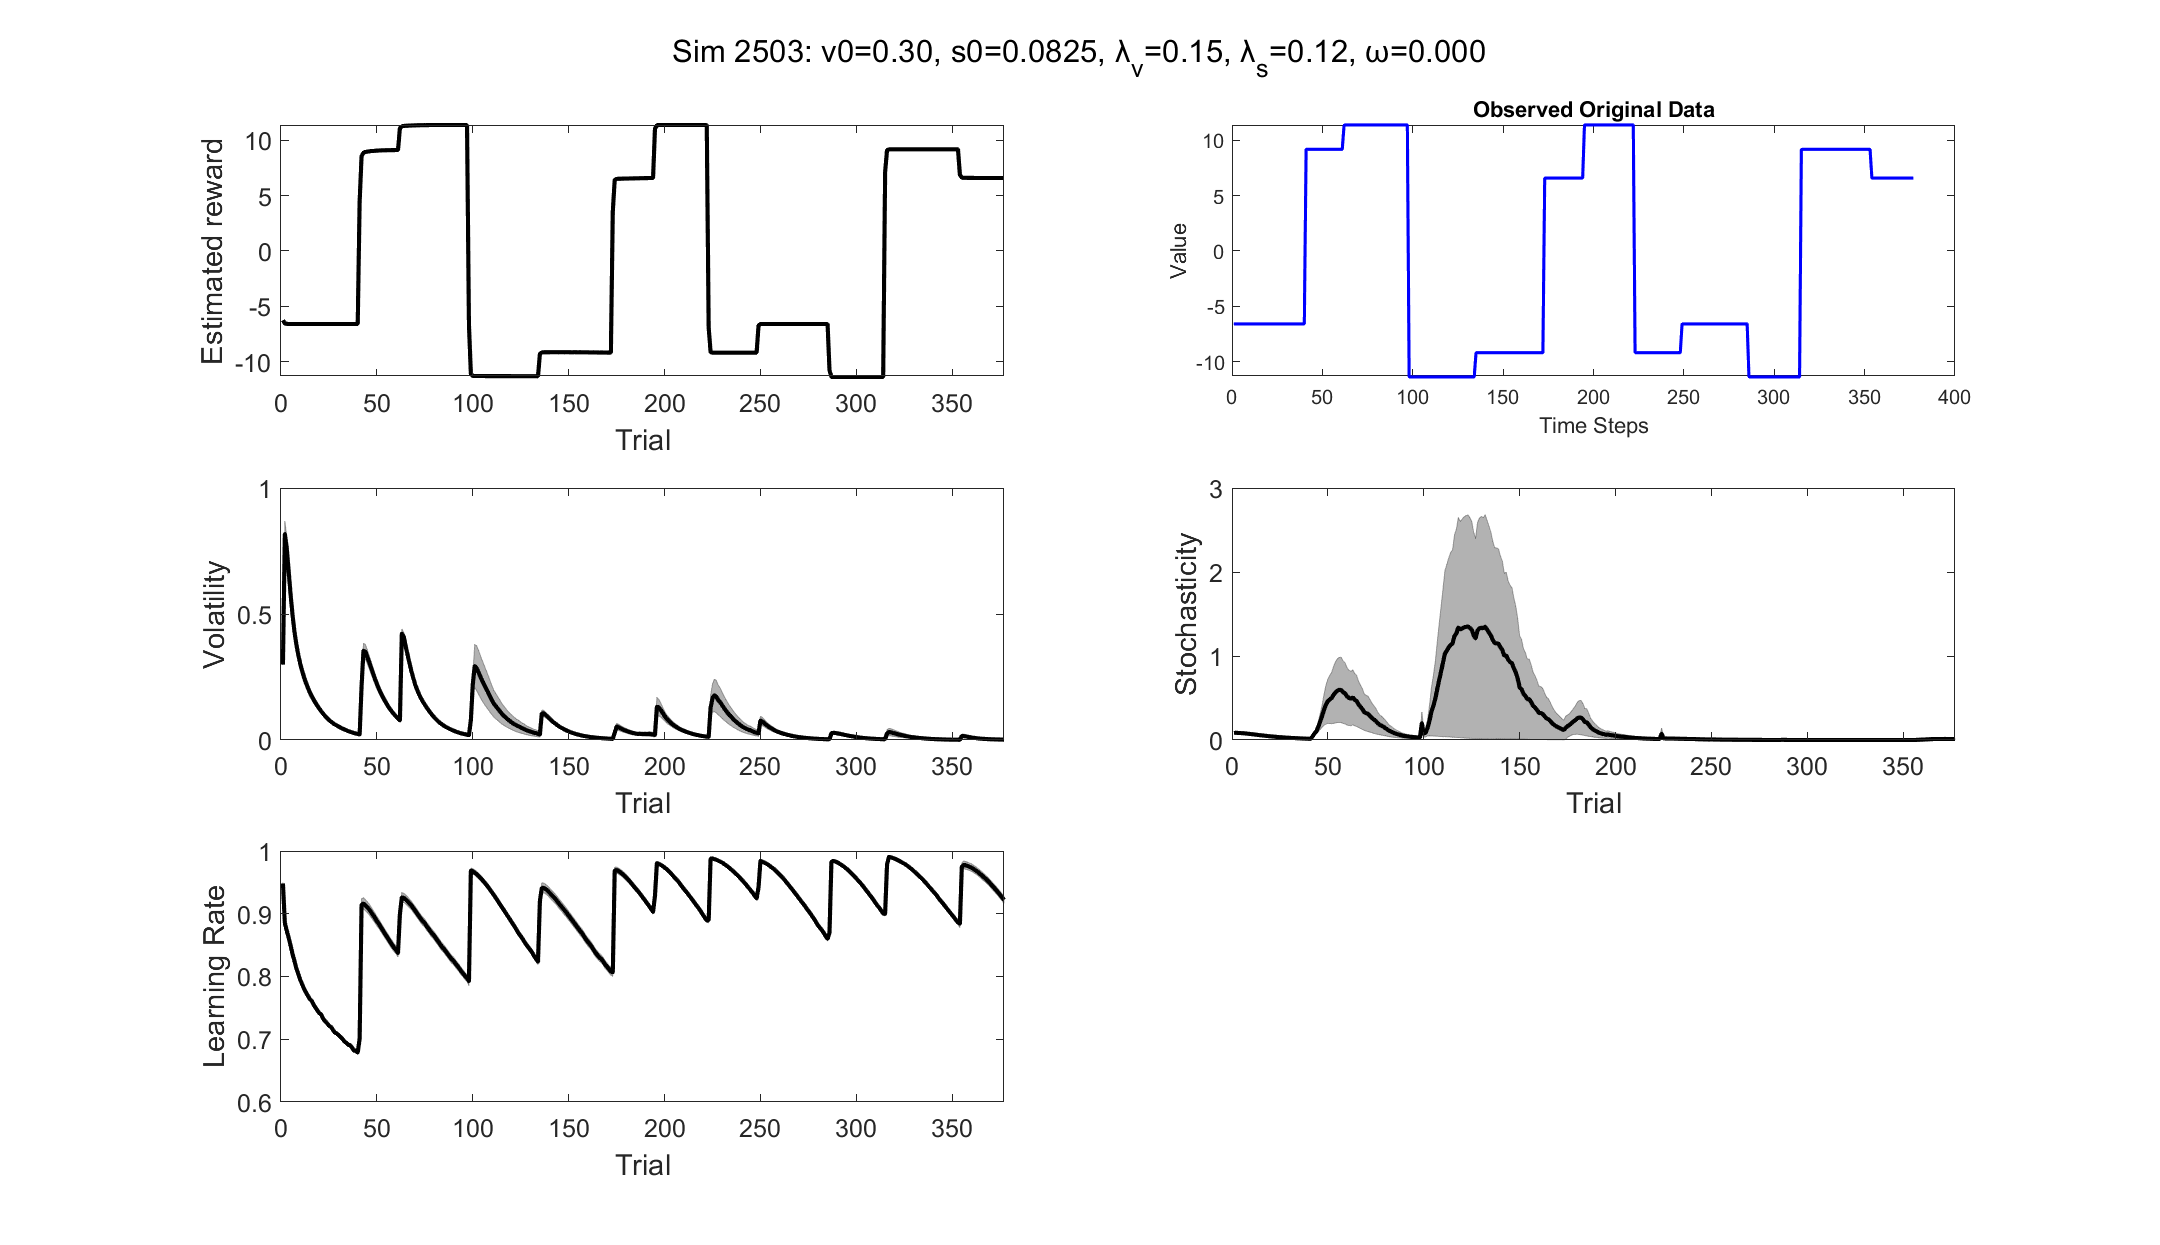 Sim 2503: v0=0.30, s0=0.0825, λ_v=0.15, λ_s=0.12, ω=0.000
Estimated reward
10
5
0
-5
-10
0 50 100 150 200 250 300 350
Trial
Observed Original Data
Value
10
5
0
-5
-10
0 50 100 150 200 250 300 350 400
Time Steps
Volatility
1
0.5
0
0 50 100 150 200 250 300 350
Trial
Stochasticity
3
2
1
0
0 50 100 150 200 250 300 350
Trial
Learning Rate
1
0.9
0.8
0.7
0.6
0 50 100 150 200 250 300 350
Trial